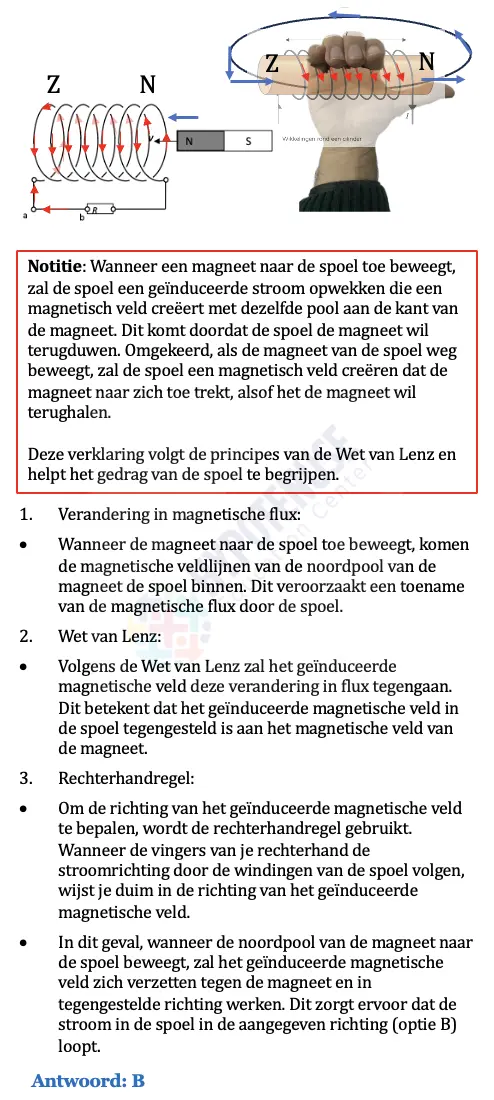 Z N
Z N
N S
v
I
Wikkelingen rond een cilinder
a b R
Notitie: Wanneer een magneet naar de spoel toe beweegt,
zal de spoel een geïnduceerde stroom opwekken die een
magnetisch veld creëert met dezelfde pool aan de kant van
de magneet. Dit komt doordat de spoel de magneet wil
terugduwen. Omgekeerd, als de magneet van de spoel weg
beweegt, zal de spoel een magnetisch veld creëren dat de
magneet naar zich toe trekt, alsof het de magneet wil
terughalen.
Deze verklaring volgt de principes van de Wet van Lenz en
helpt het gedrag van de spoel te begrijpen.
1. Verandering in magnetische flux:
• Wanneer de magneet naar de spoel toe beweegt, komen
de magnetische veldlijnen van de noordpool van de
magneet de spoel binnen. Dit veroorzaakt een toename
van de magnetische flux door de spoel.
2. Wet van Lenz:
• Volgens de Wet van Lenz zal het geïnduceerde
magnetische veld deze verandering in flux tegengaan.
Dit betekent dat het geïnduceerde magnetische veld in
de spoel tegengesteld is aan het magnetische veld van
de magneet.
3. Rechterhandregel:
• Om de richting van het geïnduceerde magnetische veld
te bepalen, wordt de rechterhandregel gebruikt.
Wanneer de vingers van je rechterhand de
stroomrichting door de windingen van de spoel volgen,
wijst je duim in de richting van het geïnduceerde
magnetische veld.
• In dit geval, wanneer de noordpool van de magneet naar
de spoel beweegt, zal het geïnduceerde magnetische
veld zich verzetten tegen de magneet en in
tegengestelde richting werken. Dit zorgt ervoor dat de
stroom in de spoel in de aangegeven richting (optie B)
loopt.
Antwoord: B